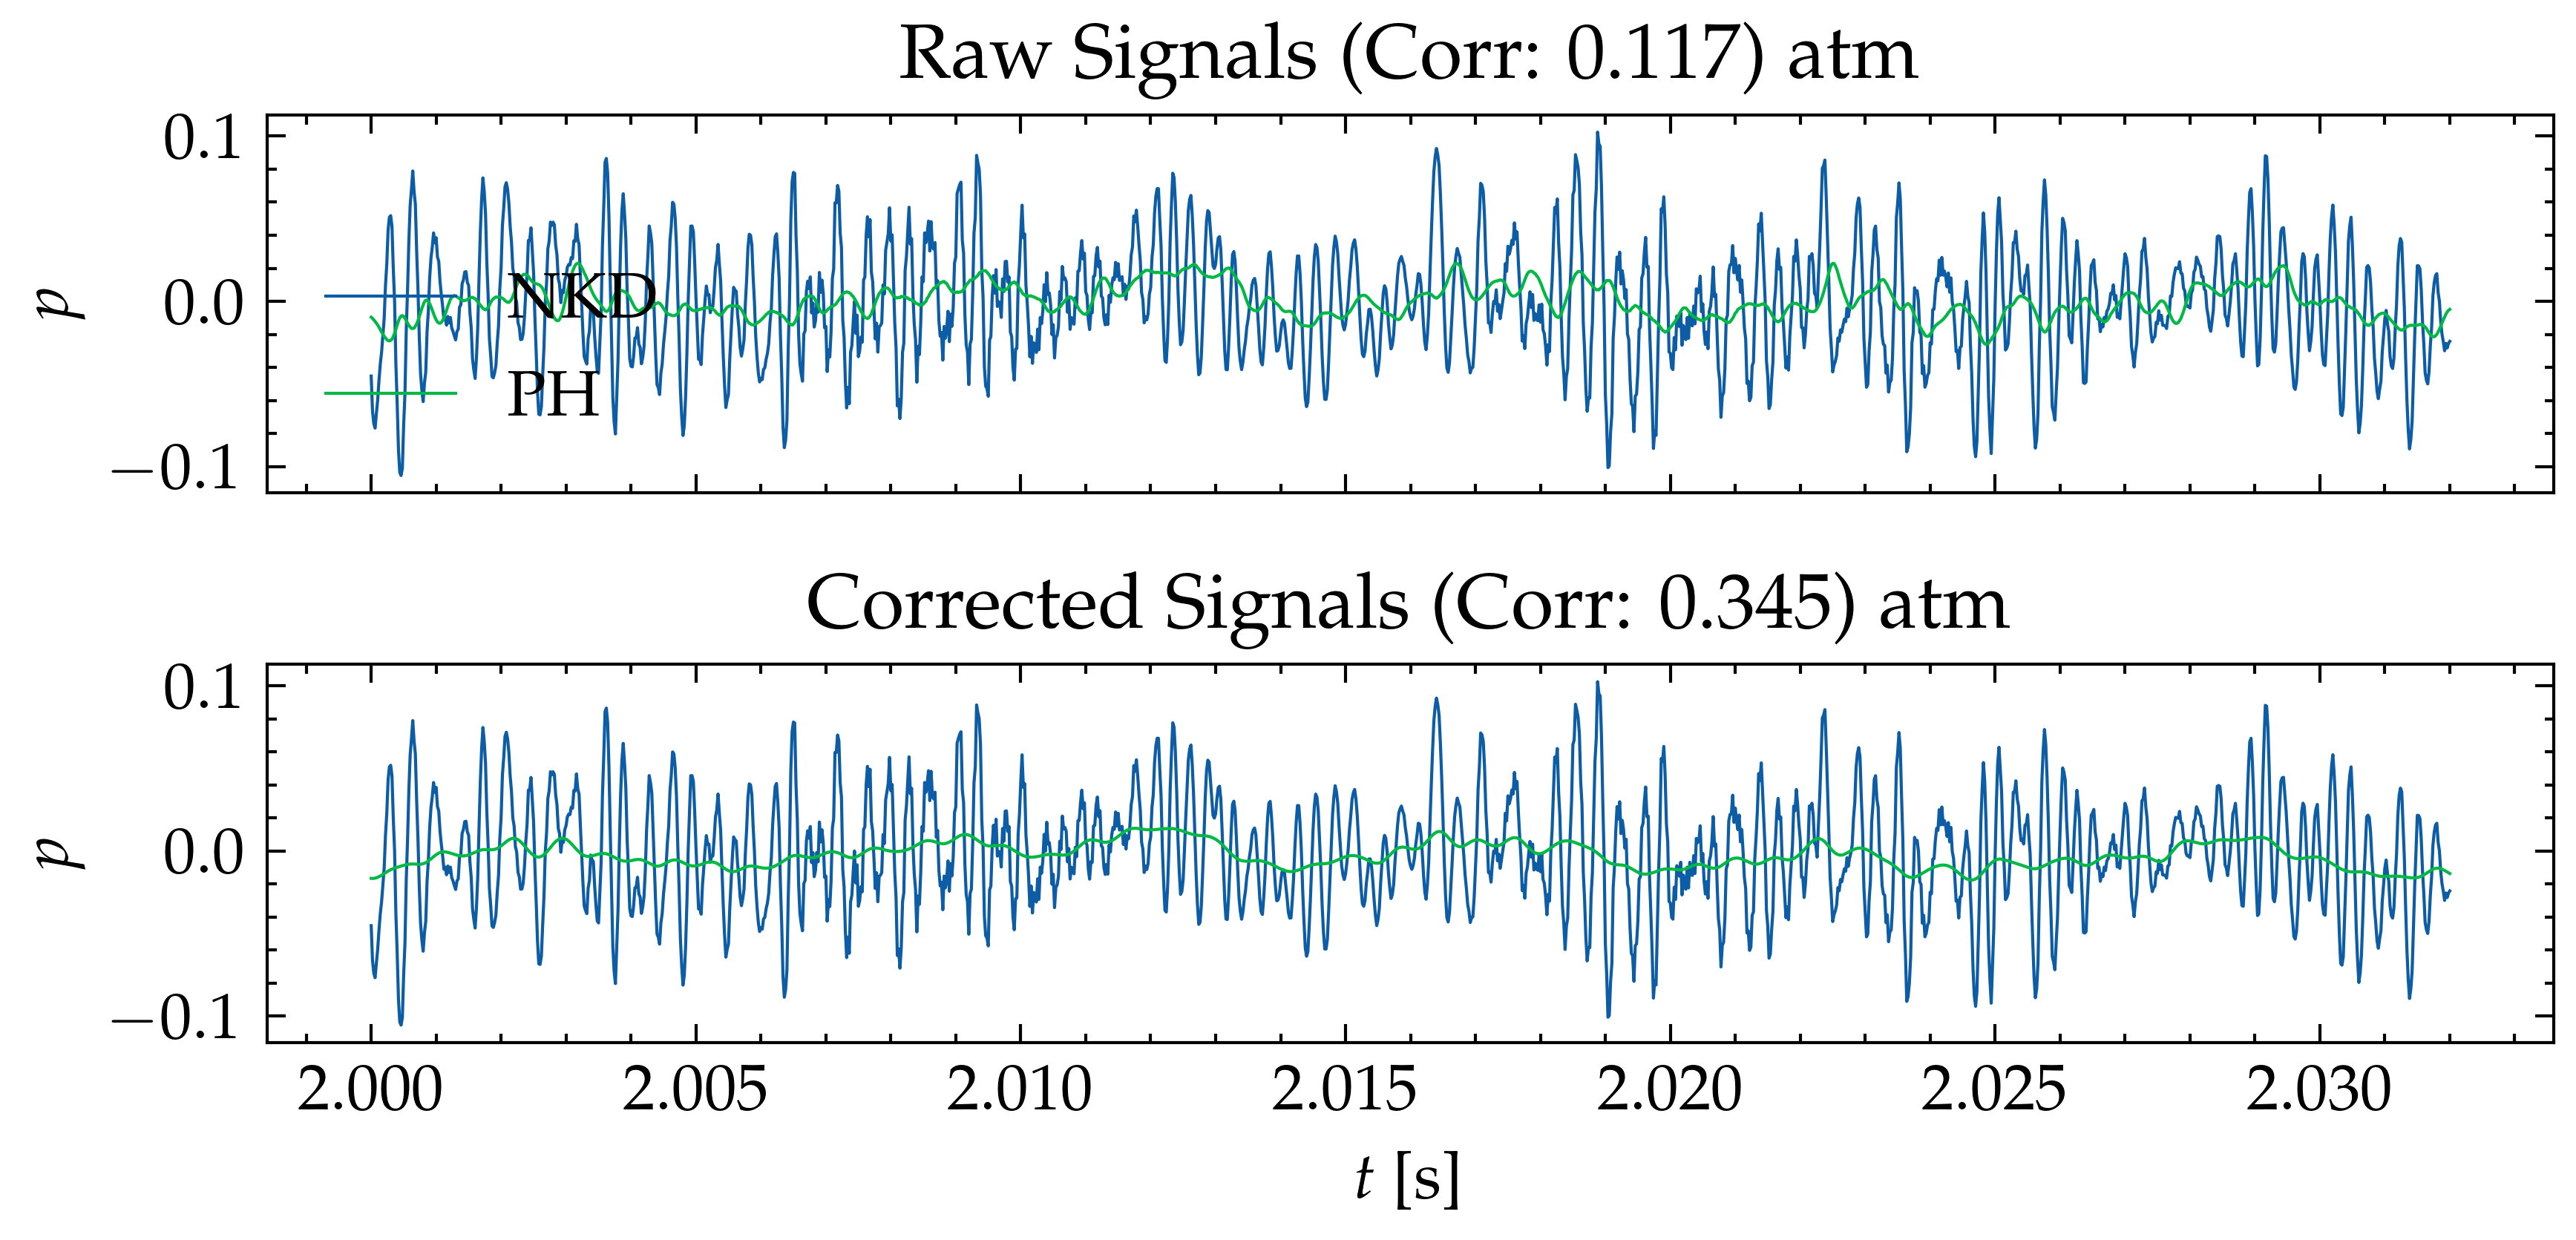 Raw Signals (Corr: 0.117) atm
0.1
0.0
−0.1
p
NKD
PH
Corrected Signals (Corr: 0.345) atm
0.1
0.0
−0.1
p
2.000 2.005 2.010 2.015 2.020 2.025 2.030
t [s]